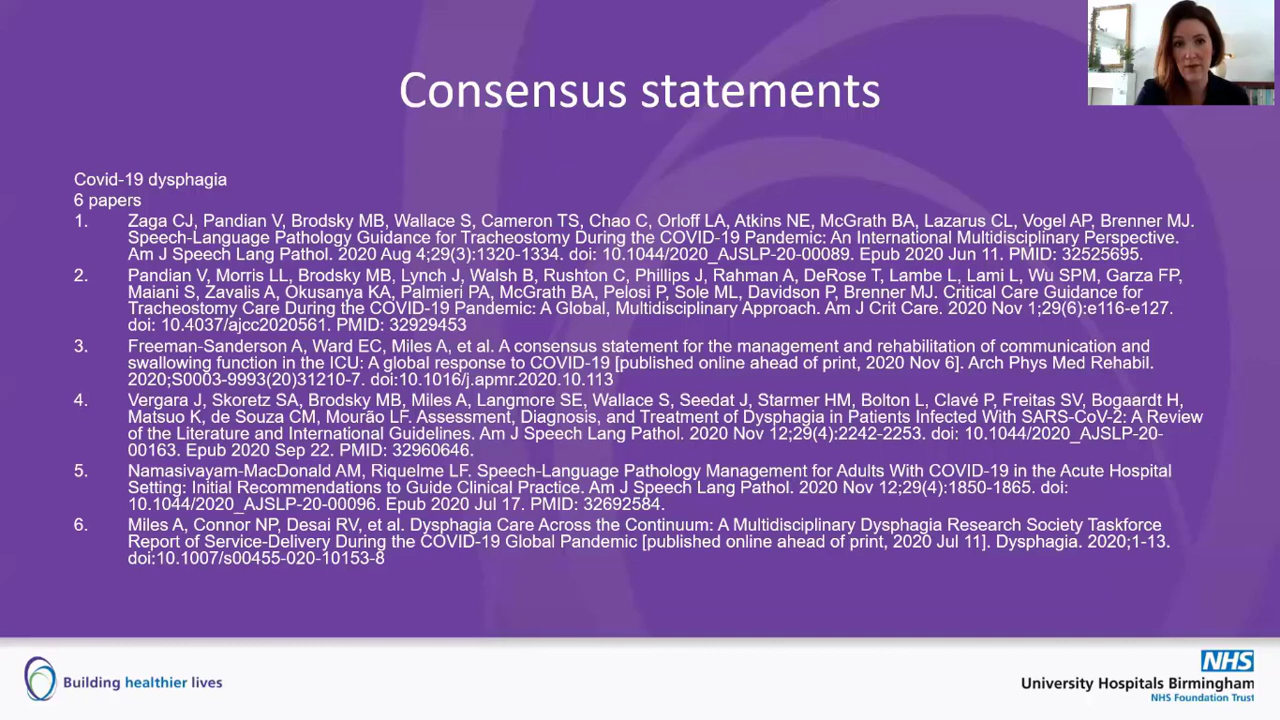 Consensus statements
Covid-19 dysphagia
6 papers
1. Zaga CJ, Pandian V, Brodsky MB, Wallace S, Cameron TS, Chao C, Orloff LA, Atkins NE, McGrath BA, Lazarus CL, Vogel AP, Brenner MJ.
Speech-Language Pathology Guidance for Tracheostomy During the COVID-19 Pandemic: An International Multidisciplinary Perspective.
Am J Speech Lang Pathol. 2020 Aug 4;29(3):1320-1334. doi: 10.1044/2020_AJSLP-20-00089. Epub 2020 Jun 11. PMID: 32525695.
2. Pandian V, Morris LL, Brodsky MB, Lynch J, Walsh B, Rushton C, Phillips J, Rahman A, DeRose T, Lambe L, Lami L, Wu SPM, Garza FP,
Maiani S, Zavalis A, Okusanya KA, Palmieri PA, McGrath BA, Pelosi P, Sole ML, Davidson P, Brenner MJ. Critical Care Guidance for
Tracheostomy Care During the COVID-19 Pandemic: A Global, Multidisciplinary Approach. Am J Crit Care. 2020 Nov 1;29(6):e116-e127.
doi: 10.4037/ajcc2020561. PMID: 32929453
3. Freeman-Sanderson A, Ward EC, Miles A, et al. A consensus statement for the management and rehabilitation of communication and
swallowing function in the ICU: A global response to COVID-19 [published online ahead of print, 2020 Nov 6]. Arch Phys Med Rehabil.
2020;S0003-9993(20)31210-7. doi:10.1016/j.apmr.2020.10.113
4. Vergara J, Skoretz SA, Brodsky MB, Miles A, Langmore SE, Wallace S, Seedat J, Starmer HM, Bolton L, Clavé P, Freitas SV, Bogaardt H,
Matsuo K, de Souza CM, Mourão LF. Assessment, Diagnosis, and Treatment of Dysphagia in Patients Infected With SARS-CoV-2: A Review
of the Literature and International Guidelines. Am J Speech Lang Pathol. 2020 Nov 12;29(4):2242-2253. doi: 10.1044/2020_AJSLP-20-
00163. Epub 2020 Sep 22. PMID: 32960646.
5. Namasivayam-MacDonald AM, Riquelme LF. Speech-Language Pathology Management for Adults With COVID-19 in the Acute Hospital
Setting: Initial Recommendations to Guide Clinical Practice. Am J Speech Lang Pathol. 2020 Nov 12;29(4):1850-1865. doi:
10.1044/2020_AJSLP-20-00096. Epub 2020 Jul 17. PMID: 32692584.
6. Miles A, Connor NP, Desai RV, et al. Dysphagia Care Across the Continuum: A Multidisciplinary Dysphagia Research Society Taskforce
Report of Service-Delivery During the COVID-19 Global Pandemic [published online ahead of print, 2020 Jul 11]. Dysphagia. 2020;1-13.
doi:10.1007/s00455-020-10153-8
Building healthier lives
NHS
University Hospitals Birmingham
NHS Foundation Trust